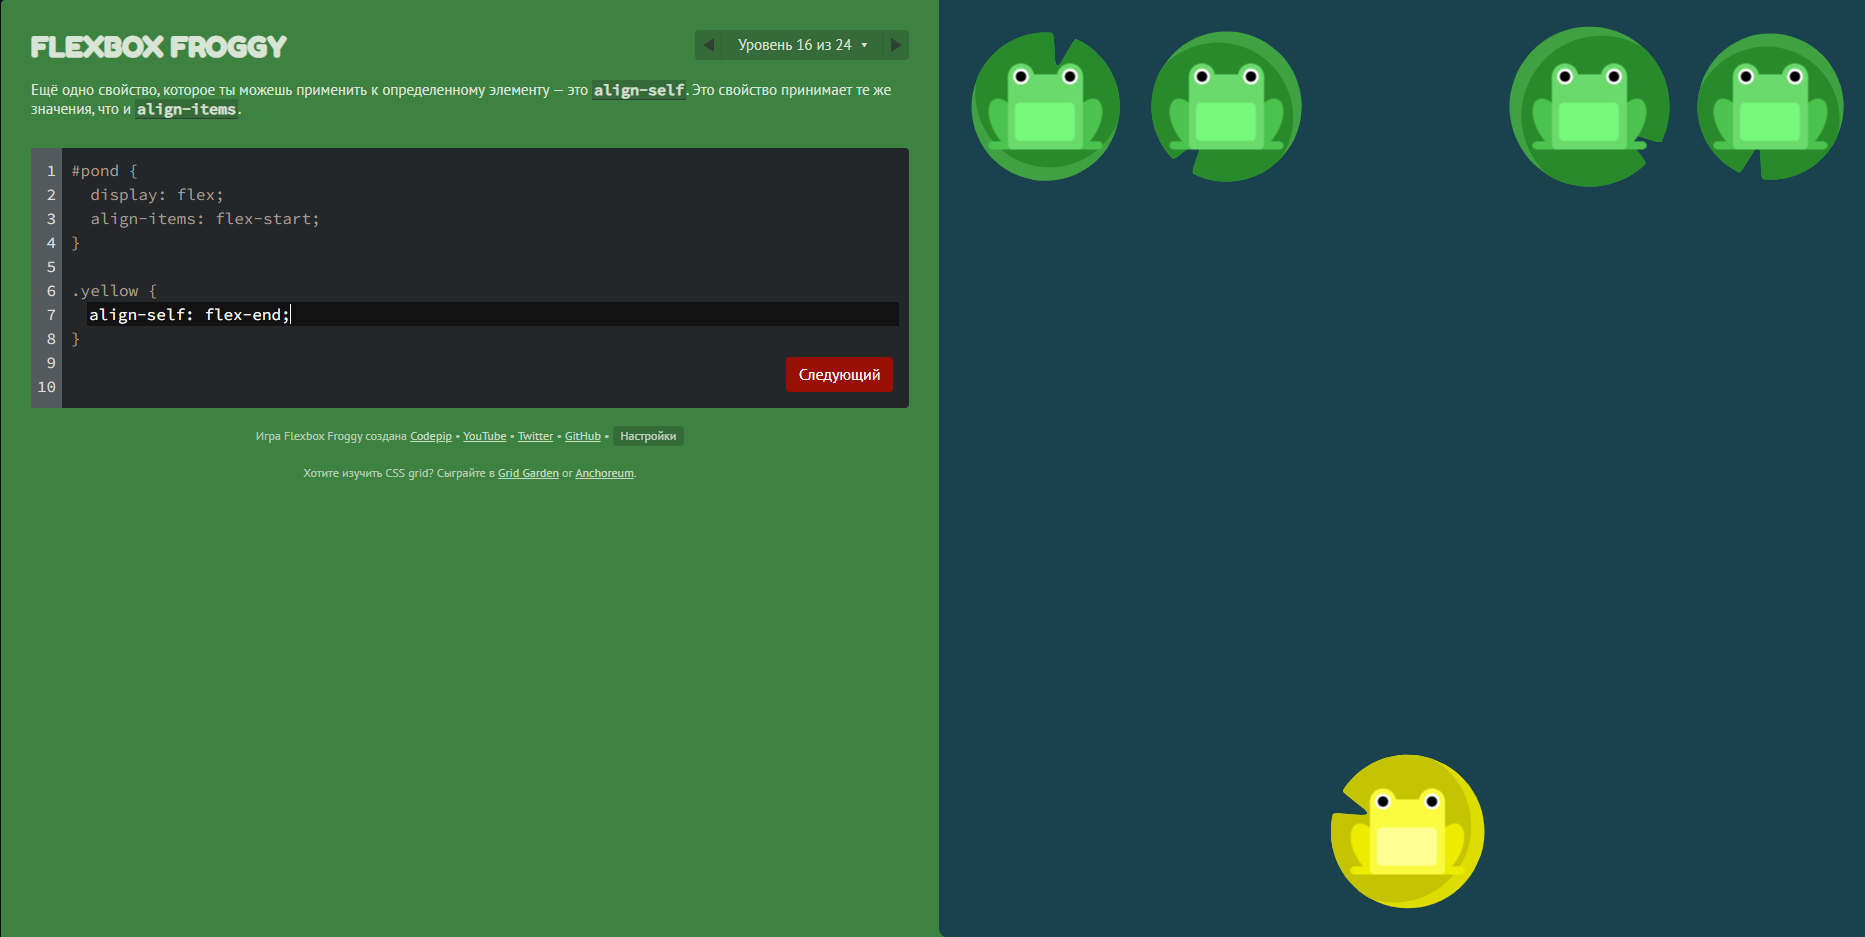 FLEXBOX FROGGY
Уровень 16 из 24
Ещё одно свойство, которое ты можешь применить к определенному элементу — это align-self. Это свойство принимает те же
значения, что и align-items.
1 #pond {
2 display: flex;
3 align-items: flex-start;
4 }
5
6 .yellow {
7 align-self: flex-end;
8 }
9
10
Следующий
Игра Flexbox Froggy создана Codepip • YouTube • Twitter • GitHub • Настройки
Хотите изучить CSS grid? Сыграйте в Grid Garden or Anchoreum.